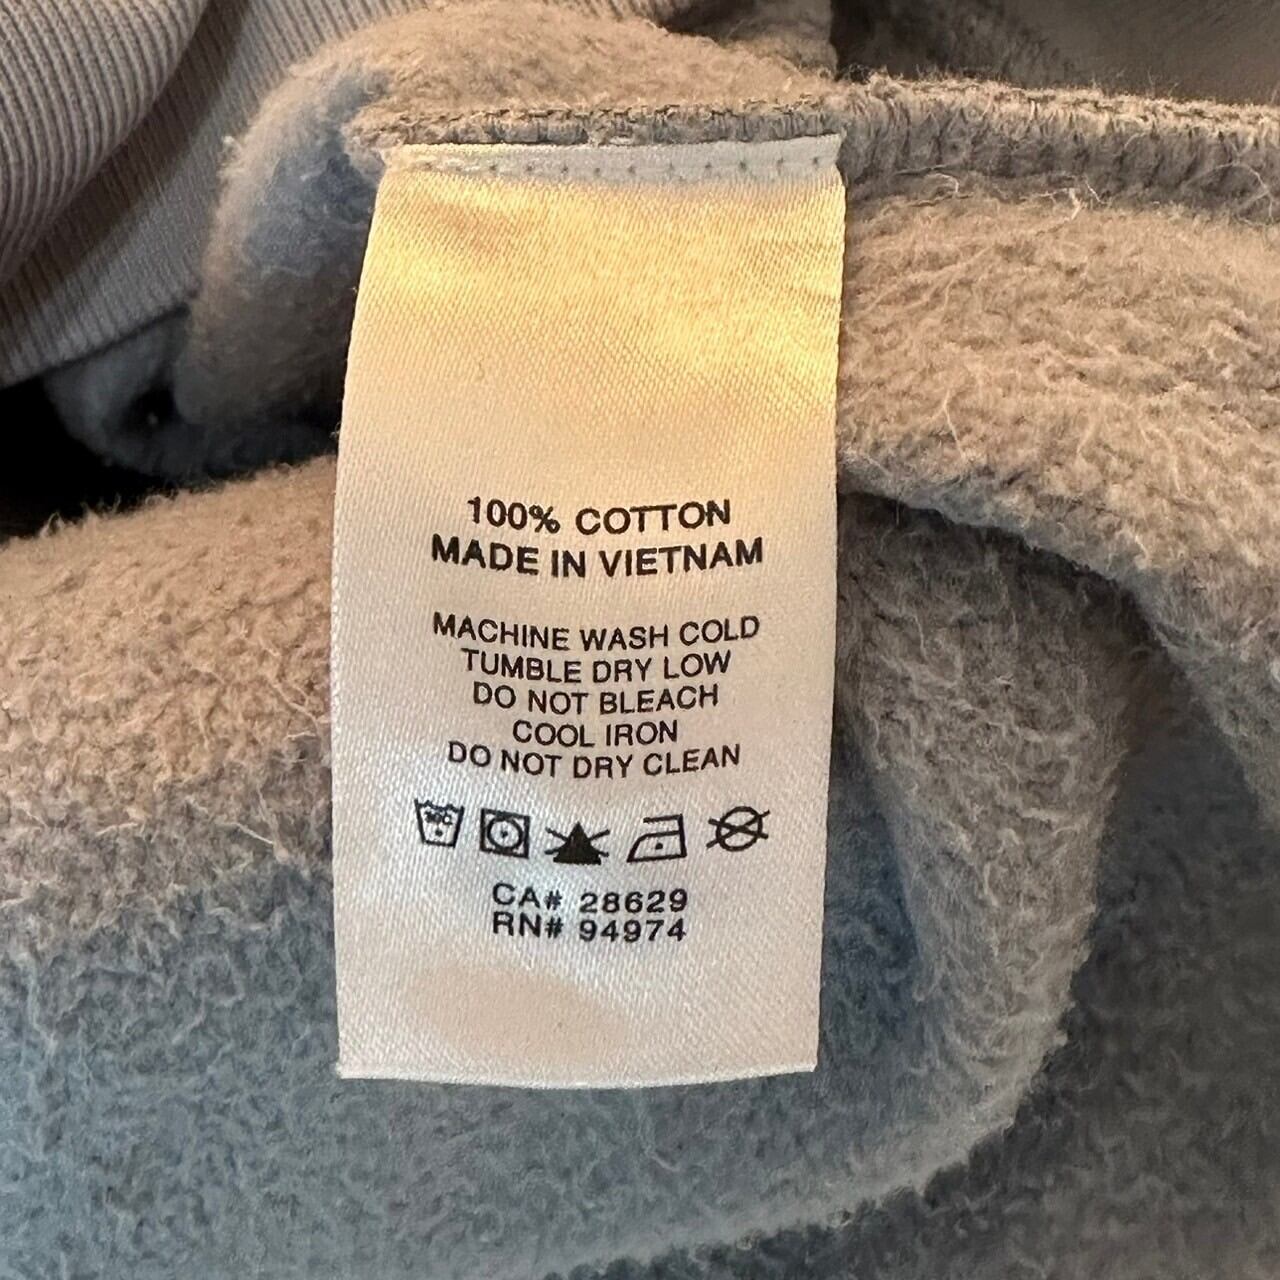 100% COTTON
MADE IN VIETNAM
MACHINE WASH COLD
TUMBLE DRY LOW
DO NOT BLEACH
COOL IRON
DO NOT DRY CLEAN
30C
CA# 28629
RN# 94974